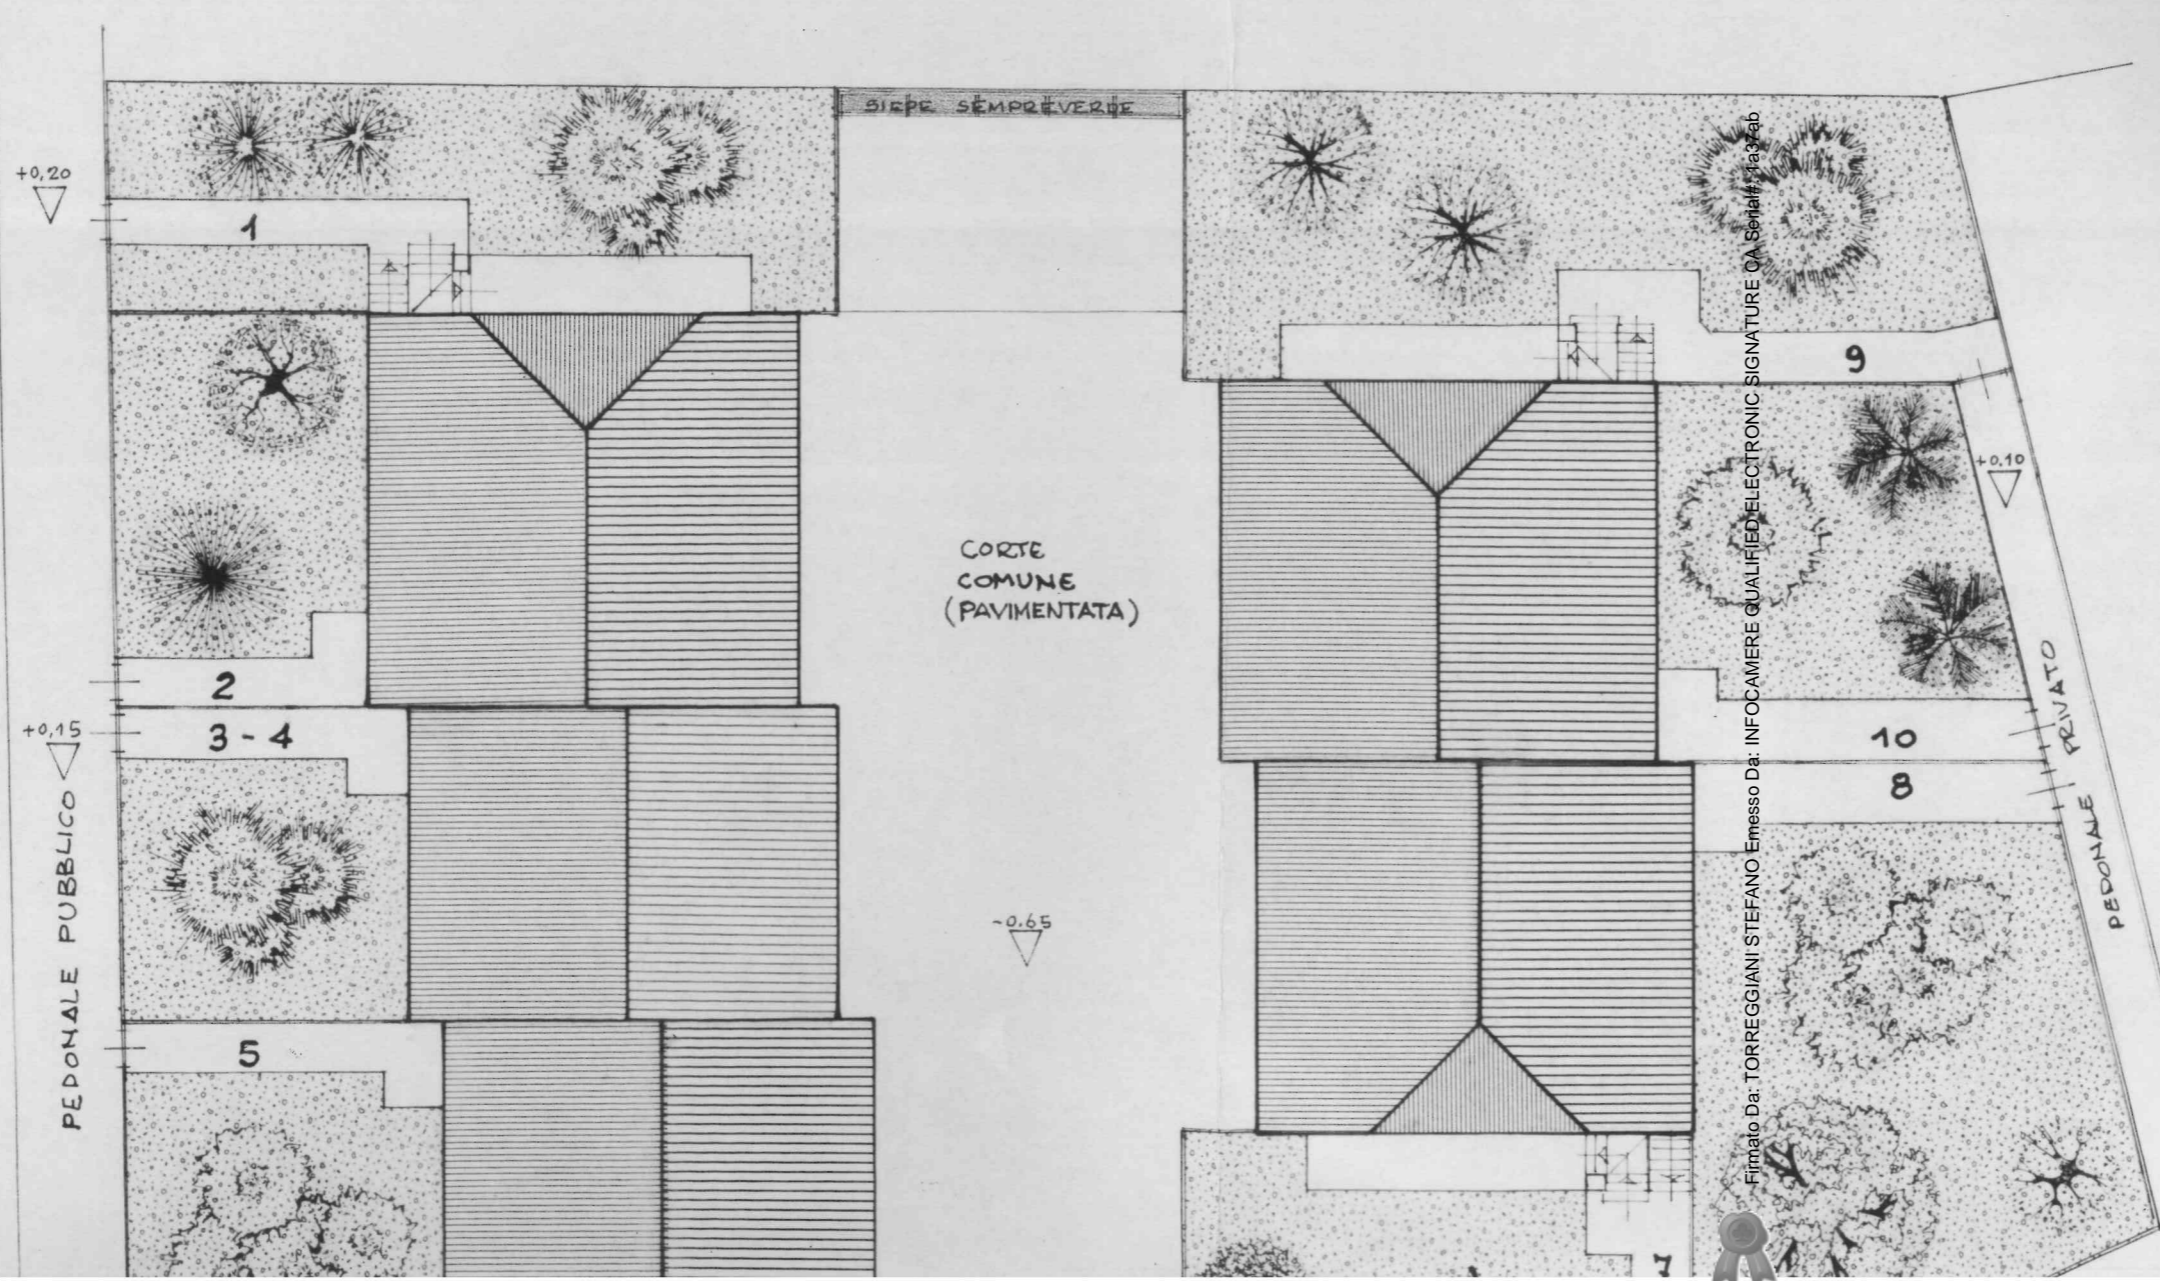 SIEPE SEMPREVERDE
+0,20
1
9
+0.10
CORTE
COMUNE
(PAVIMENTATA)
2
3 - 4
+0,15
10
8
PEDONALE PRIVATO
PEDONALE PUBBLICO
-0.65
5
7
Firmato Da: TORREGGIANI STEFANO Emesso Da: INFOCAMERE QUALIFIED ELECTRONIC SIGNATURE CA Serial#: 11a37ab